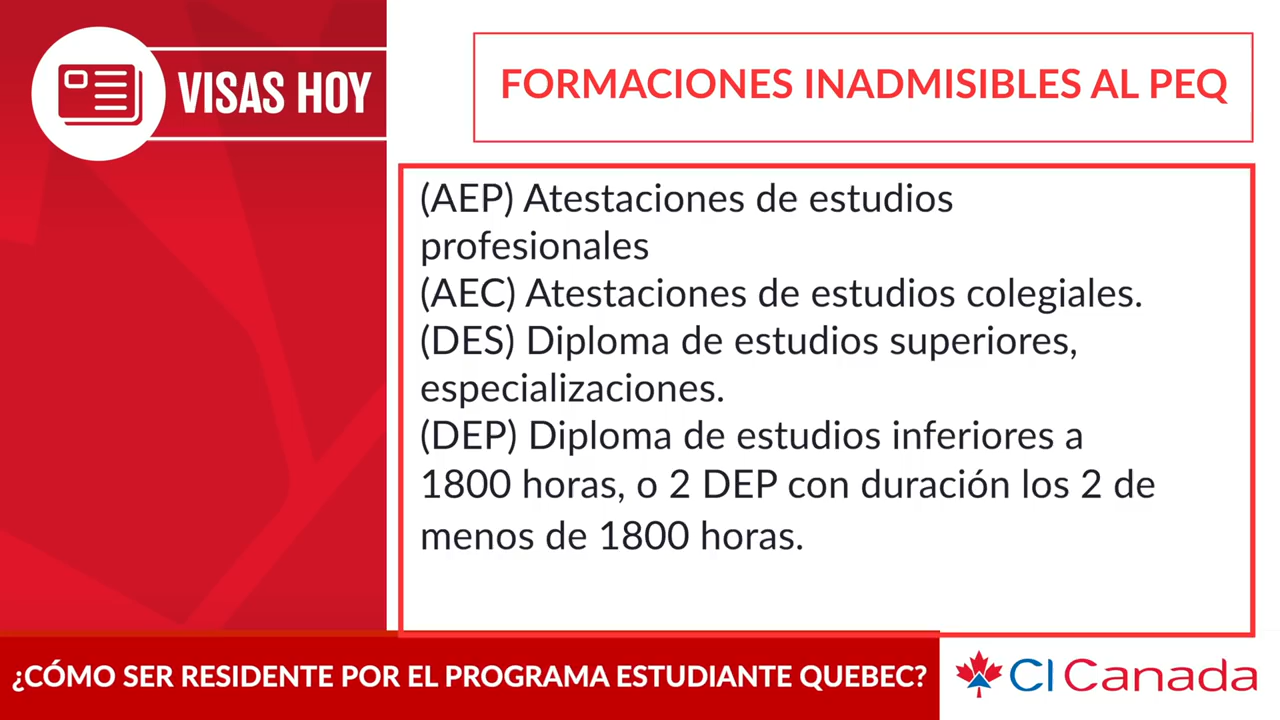 VISAS HOY
FORMACIONES INADMISIBLES AL PEQ
(AEP) Atestaciones de estudios
profesionales
(AEC) Atestaciones de estudios colegiales.
(DES) Diploma de estudios superiores,
especializaciones.
(DEP) Diploma de estudios inferiores a
1800 horas, o 2 DEP con duración los 2 de
menos de 1800 horas.
¿CÓMO SER RESIDENTE POR EL PROGRAMA ESTUDIANTE QUEBEC?
CI Canada